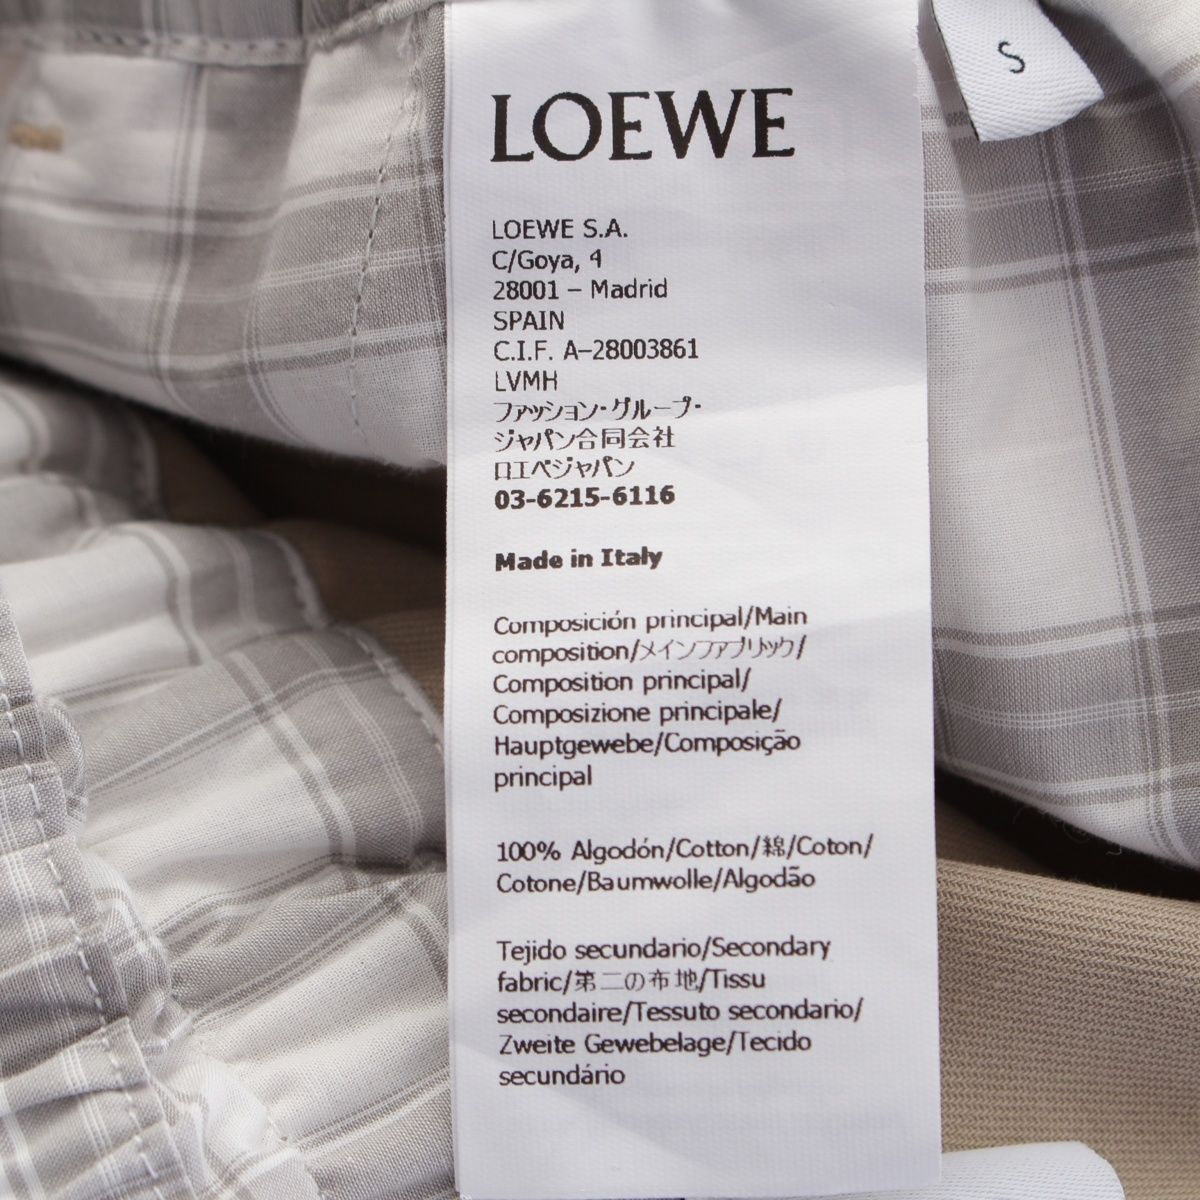 S
LOEWE
LOEWE S.A.
C/Goya, 4
28001 – Madrid
SPAIN
C.I.F. A–28003861
LVMH
ファッション・グループ・
ジャパン合同会社
ロエベジャパン
03-6215-6116
Made in Italy
Composición principal/Main
composition/メインファブリック/
Composition principal/
Composizione principale/
Hauptgewebe/Composição
principal
100% Algodón/Cotton/綿/Coton/
Cotone/Baumwolle/Algodão
Tejido secundario/Secondary
fabric/第二の布地/Tissu
secondaire/Tessuto secondario/
Zweite Gewebelage/Tecido
secundário